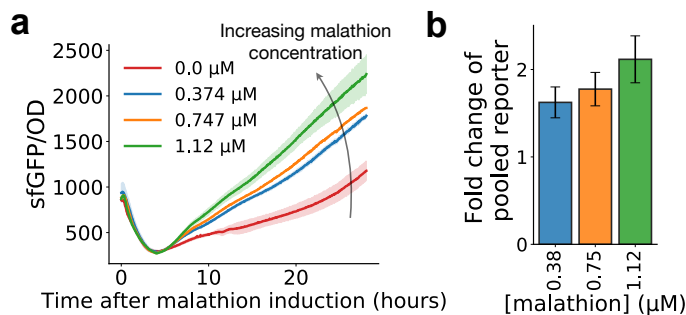 a
Increasing malathion
concentration
2500
2000
1500
1000
500
sfGFP/OD
0.0 μM
0.374 μM
0.747 μM
1.12 μM
0
10
20
Time after malathion induction (hours)
b
Fold change of
pooled reporter
2
1
0
0.38
0.75
1.12
[malathion] (μM)